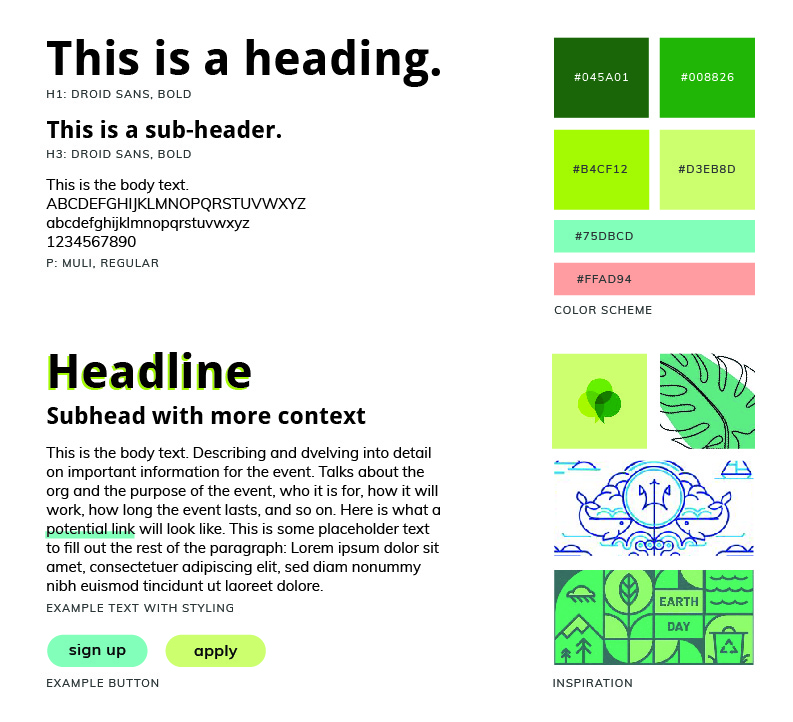 This is a heading.
H1: DROID SANS, BOLD
This is a sub-header.
H3: DROID SANS, BOLD
This is the body text.
ABCDEFGHIJKLMNOPQRSTUVWXYZ
abcdefghijklmnopqrstuvwxyz
1234567890
P: MULI, REGULAR
#045A01
#008826
#B4CF12
#D3EB8D
#75DBCD
#FFAD94
COLOR SCHEME
Headline
Subhead with more context
This is the body text. Describing and dvelving into detail
on important information for the event. Talks about the
org and the purpose of the event, who it is for, how it will
work, how long the event lasts, and so on. Here is what a
potential link will look like. This is some placeholder text
to fill out the rest of the paragraph: Lorem ipsum dolor sit
amet, consectetuer adipiscing elit, sed diam nonummy
nibh euismod tincidunt ut laoreet dolore.
EXAMPLE TEXT WITH STYLING
sign up
apply
EXAMPLE BUTTON
EARTH
DAY
INSPIRATION